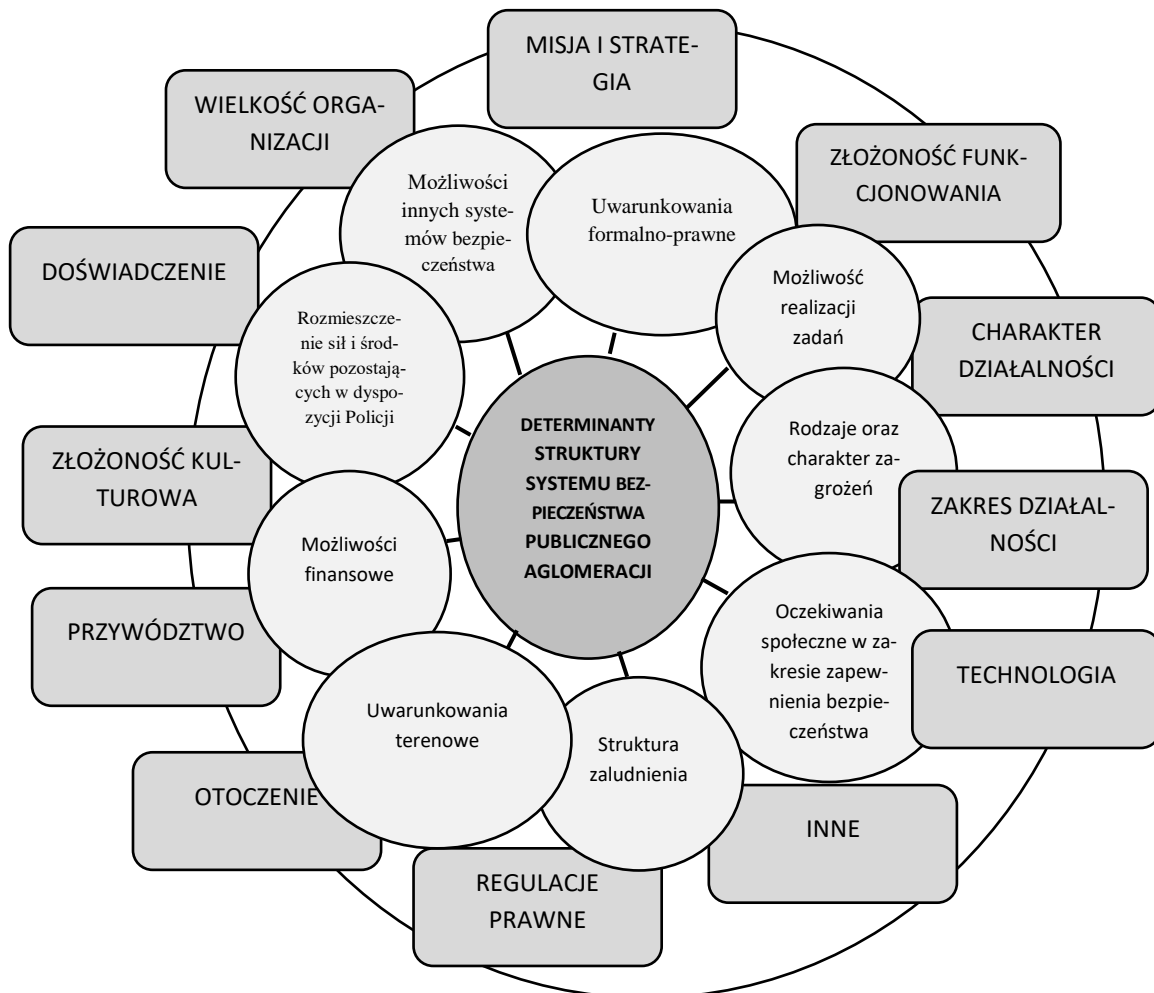 MISJA I STRATE-
GIA
WIELKOŚĆ ORGA-
NIZACJI
ZŁOŻONOŚĆ FUNK-
CJONOWANIA
Możliwości
innych syste-
mów bezpie-
czeństwa
Uwarunkowania
formalno-prawne
DOŚWIADCZENIE
Możliwość
realizacji
zadań
Rozmieszcze-
nie sił i środ-
ków pozostają-
cych w dyspo-
zycji Policji
CHARAKTER
DZIAŁALNOŚCI
DETERMINANTY
STRUKTURY
SYSTEMU BEZ-
PIECZEŃSTWA
PUBLICZNEGO
AGLOMERACJI
Rodzaje oraz
charakter za-
grożeń
ZŁOŻONOŚĆ KUL-
TUROWA
ZAKRES DZIAŁAL-
NOŚCI
Możliwości
finansowe
Oczekiwania
społeczne w za-
kresie zapew-
nienia bezpie-
czeństwa
PRZYWÓDZTWO
TECHNOLOGIA
Uwarunkowania
terenowe
Struktura
zaludnienia
OTOCZENIE
INNE
REGULACJE
PRAWNE